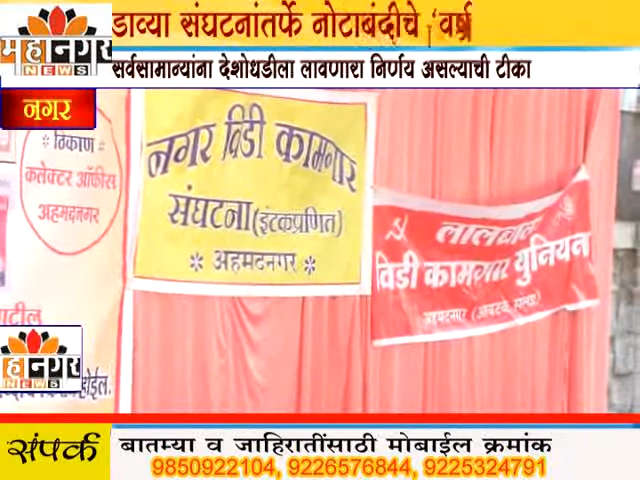 महानगर
NEWS
डाव्या संघटनांतर्फे नोटाबंदीचे 'वर्ष
सर्वसामान्यांना देशोधडीला लावणारा निर्णय असल्याची टीका
नगर
* ठिकाण *
कलेक्टर ऑफीस
अहमदनगर
नगर विडी कामगार
संघटना (इंटकप्रणित)
* अहमदनगर *
लालबावटा
विडी कामगार युनियन
अहमदनगर
पाटील
महानगर
NEWS
होईल.
संपर्क
बातम्या व जाहिरातींसाठी मोबाईल क्रमांक
9850922104, 9226576844, 9225324791